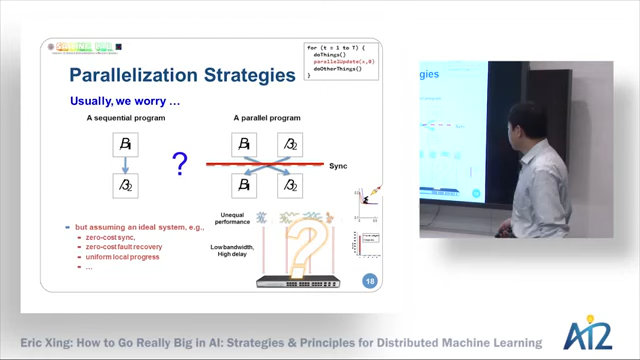 for (t = 1 to T) {
doThings()
parallelUpdate(x,θ)
doOtherThings()
}
Parallelization Strategies
Usually, we worry …
A sequential program
A parallel program
β1
β2
?
β1
β2
β1
β2
Sync
Unequal performance
Low bandwidth, High delay
?
but assuming an ideal system, e.g.,
zero-cost sync,
zero-cost fault recovery
uniform local progress
…
18
Eric Xing: How to Go Really Big in AI: Strategies & Principles for Distributed Machine Learning
AI2